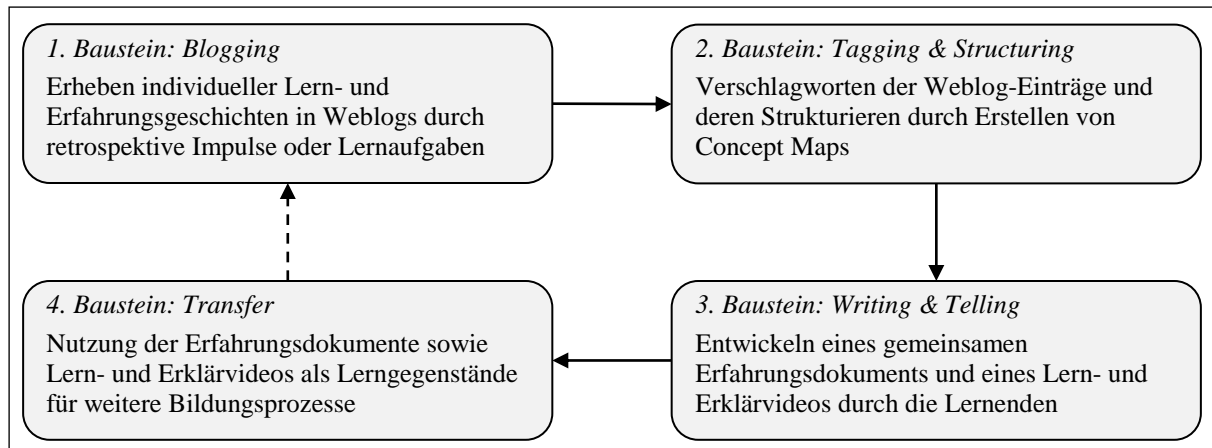 1. Baustein: Blogging
Erheben individueller Lern- und
Erfahrungsgeschichten in Weblogs durch
retrospektive Impulse oder Lernaufgaben
2. Baustein: Tagging & Structuring
Verschlagworten der Weblog-Einträge und
deren Strukturieren durch Erstellen von
Concept Maps
3. Baustein: Writing & Telling
Entwickeln eines gemeinsamen
Erfahrungsdokuments und eines Lern- und
Erklärvideos durch die Lernenden
4. Baustein: Transfer
Nutzung der Erfahrungsdokumente sowie
Lern- und Erklärvideos als Lerngegenstände
für weitere Bildungsprozesse